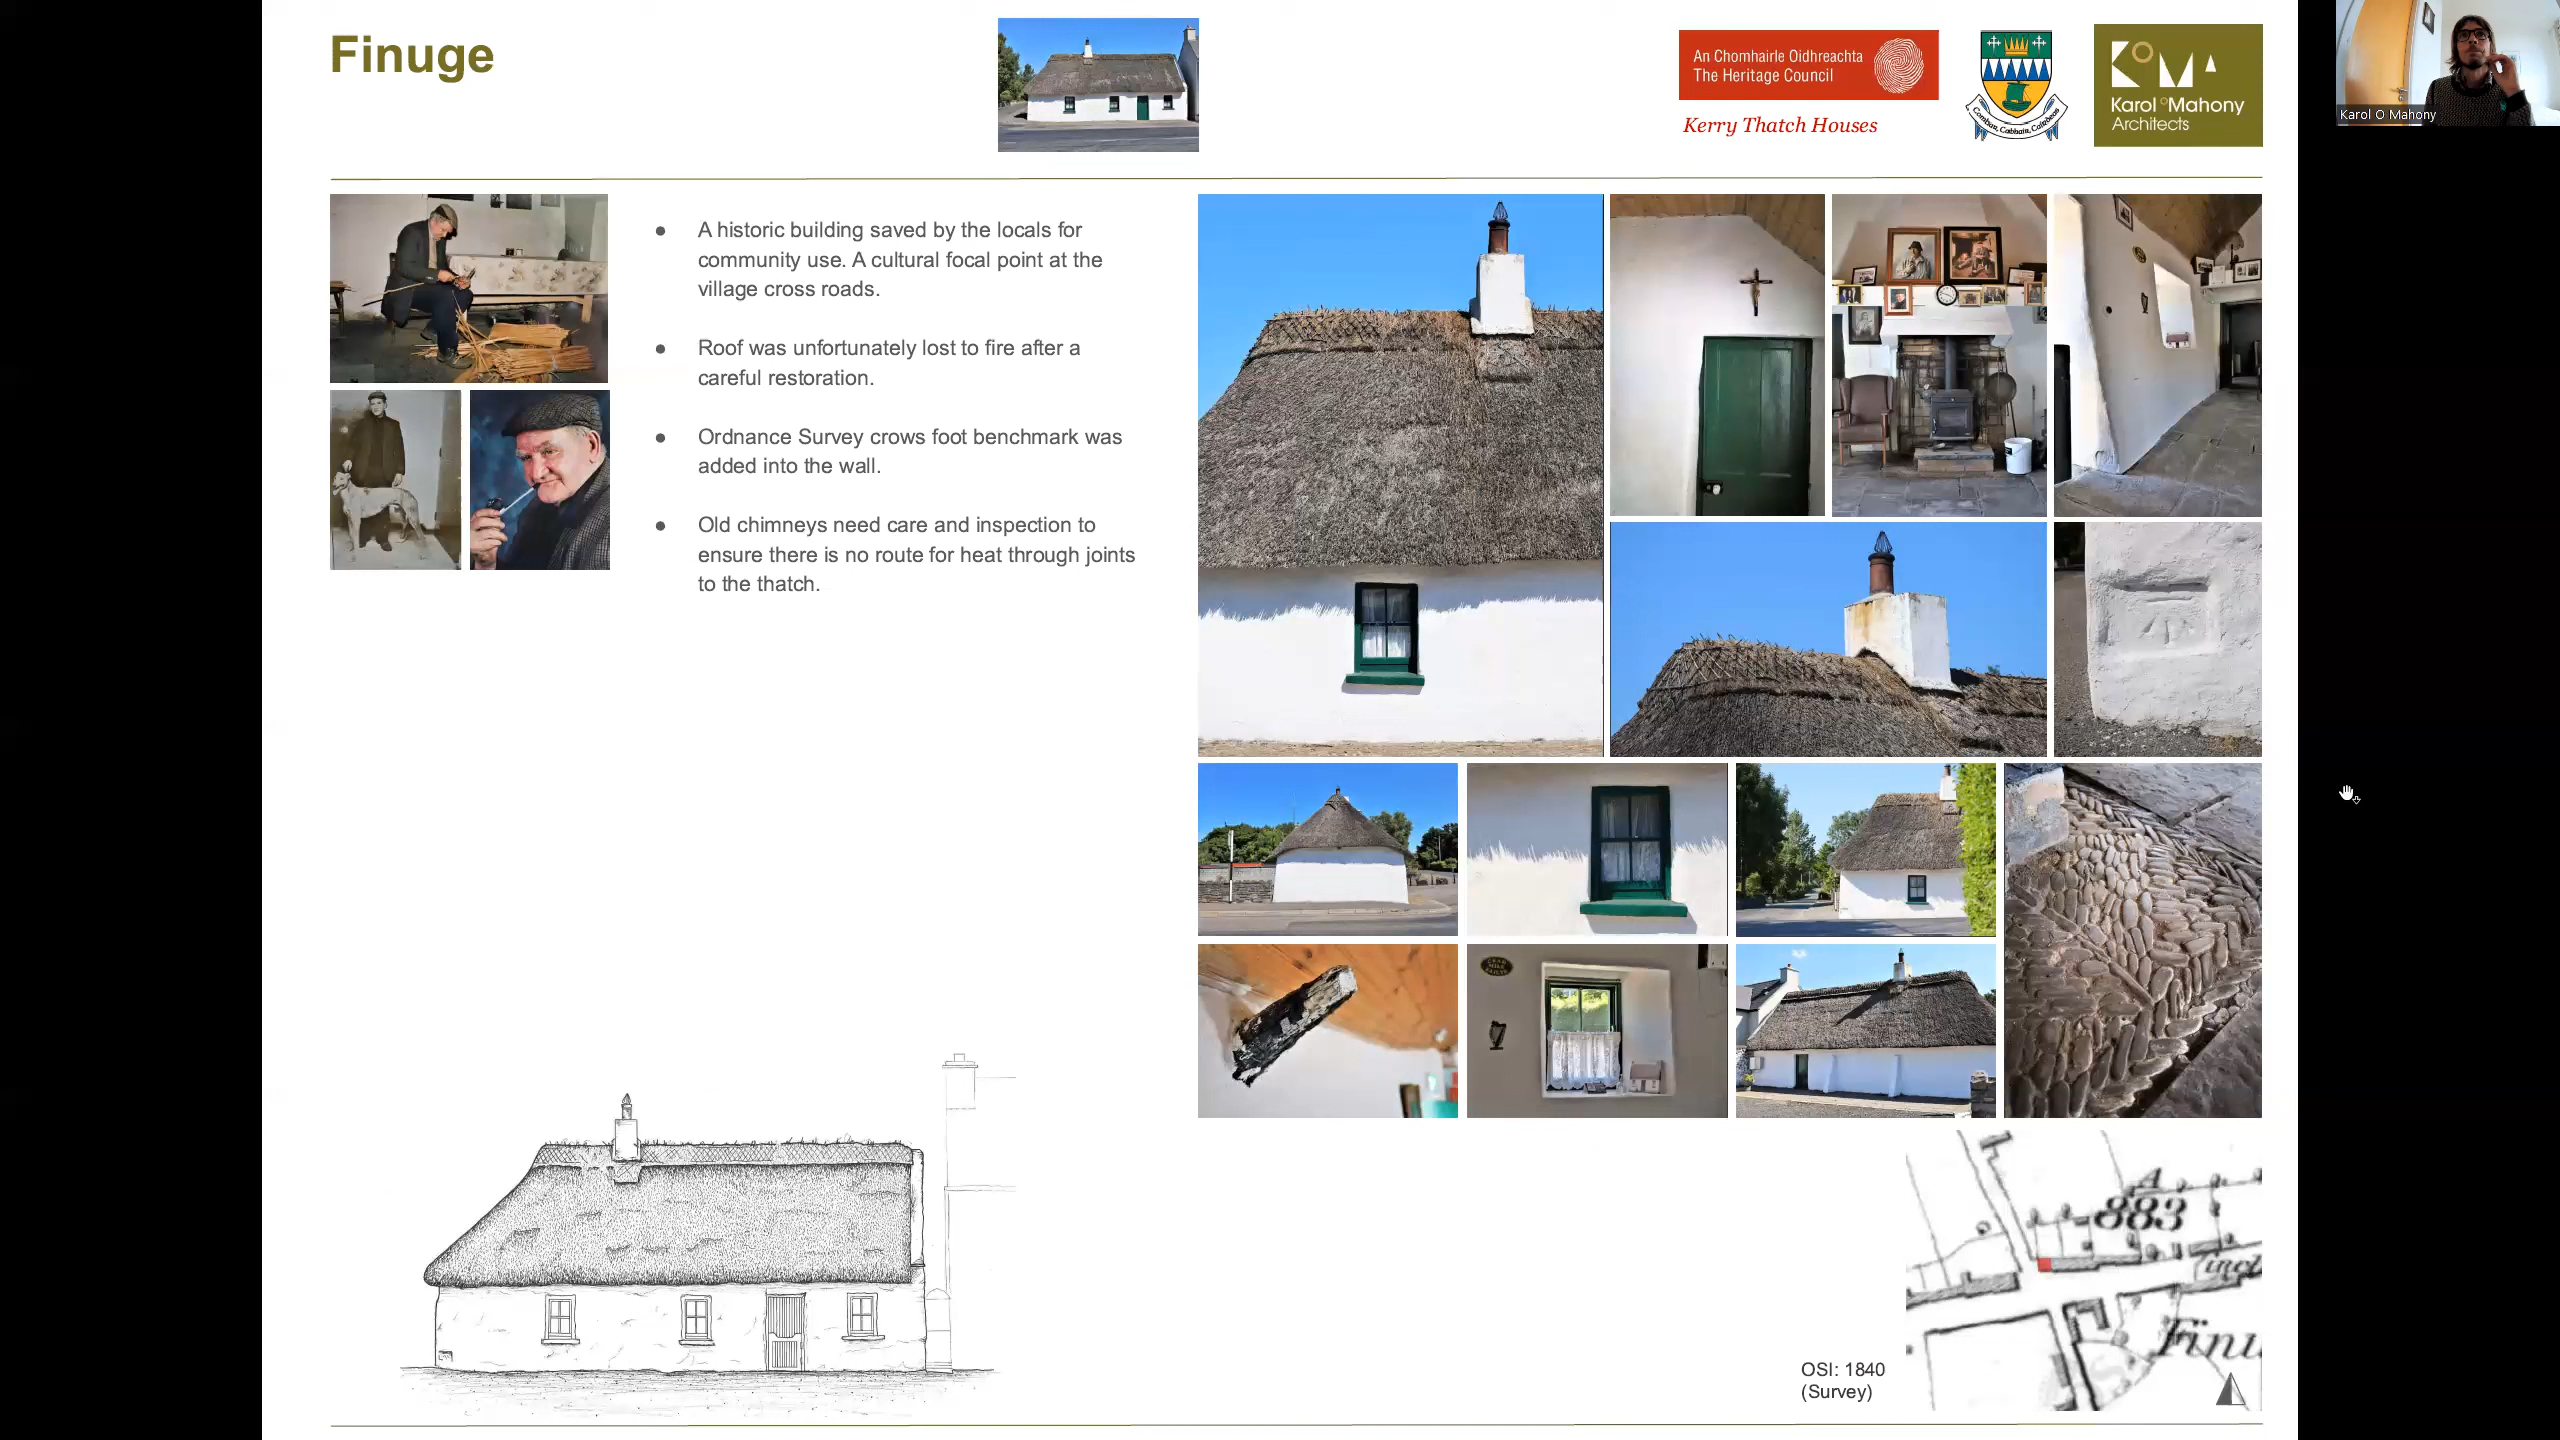 Finuge
An Chomhairle Oidhreachta
The Heritage Council
Kerry Thatch Houses
Karol O'Mahony
Architects
Karol O Mahony
● A historic building saved by the locals for
community use. A cultural focal point at the
village cross roads.
● Roof was unfortunately lost to fire after a
careful restoration.
● Ordnance Survey crows foot benchmark was
added into the wall.
● Old chimneys need care and inspection to
ensure there is no route for heat through joints
to the thatch.
A
883
Finu
OSI: 1840
(Survey)